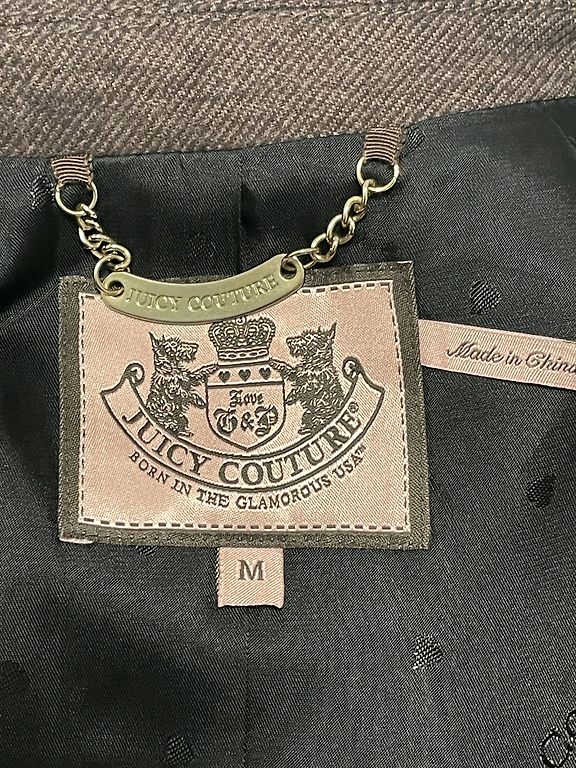 JUICY COUTURE
Love
G&P
JUICY COUTURE®
BORN IN THE GLAMOROUS USA™
Made in China
M